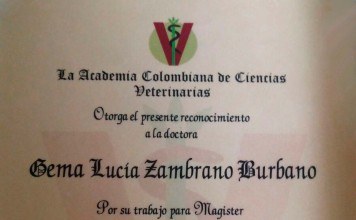 La Academia Colombiana de Ciencias
Veterinarias
Otorga el presente reconocimiento
a la doctora
Gema Lucía Zambrano Burbano
Por su trabajo para Magister